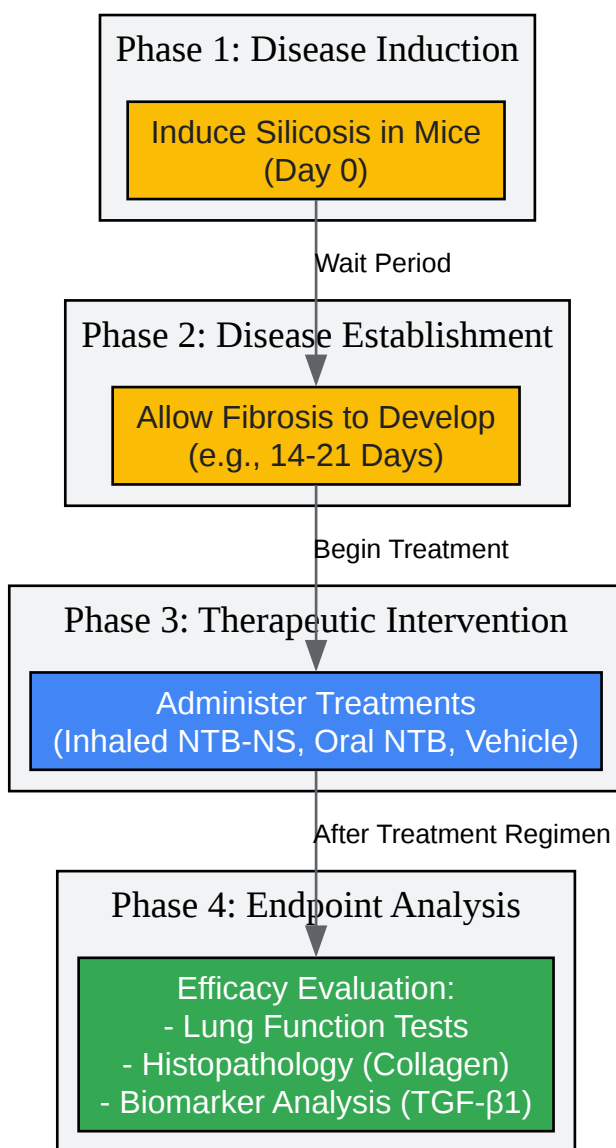 Phase 1: Disease Induction
Induce Silicosis in Mice
(Day 0)
Wait Period
Phase 2: Disease Establishment
Allow Fibrosis to Develop
(e.g., 14-21 Days)
Begin Treatment
Phase 3: Therapeutic Intervention
Administer Treatments
(Inhaled NTB-NS, Oral NTB, Vehicle)
After Treatment Regimen
Phase 4: Endpoint Analysis
Efficacy Evaluation:
- Lung Function Tests
- Histopathology (Collagen)
- Biomarker Analysis (TGF-β1)